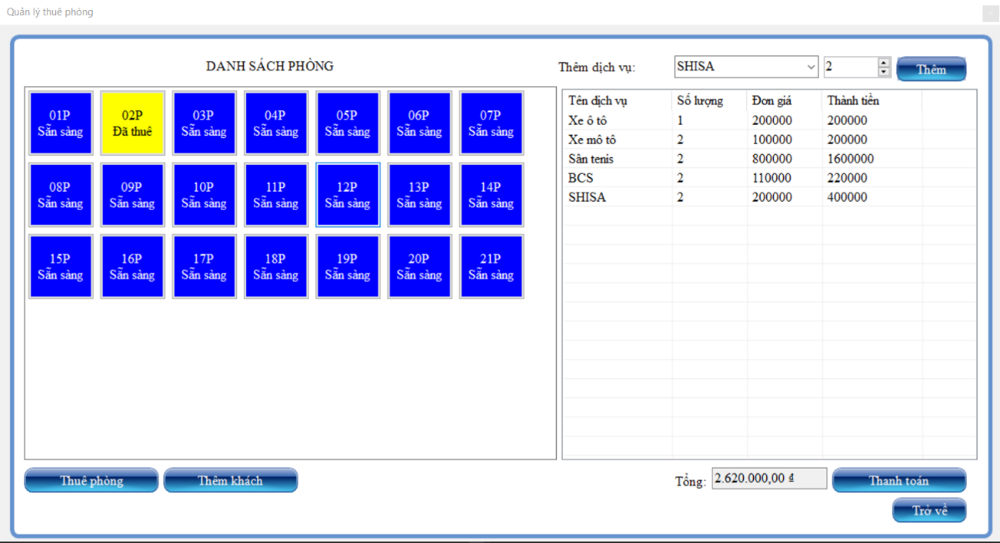 Quản lý thuê phòng
DANH SÁCH PHÒNG
Thêm dịch vụ: SHISA 2 Thêm
01P 02P 03P 04P 05P 06P 07P
Sẵn sàng Đã thuê Sẵn sàng Sẵn sàng Sẵn sàng Sẵn sàng Sẵn sàng
08P 09P 10P 11P 12P 13P 14P
Sẵn sàng Sẵn sàng Sẵn sàng Sẵn sàng Sẵn sàng Sẵn sàng Sẵn sàng
15P 16P 17P 18P 19P 20P 21P
Sẵn sàng Sẵn sàng Sẵn sàng Sẵn sàng Sẵn sàng Sẵn sàng Sẵn sàng
Tên dịch vụ Số lượng Đơn giá Thành tiền
Xe ô tô 1 200000 200000
Xe mô tô 2 100000 200000
Sân tenis 2 800000 1600000
BCS 2 110000 220000
SHISA 2 200000 400000
Thuê phòng Thêm khách
Tổng: 2.620.000,00 ₫ Thanh toán
Trở về